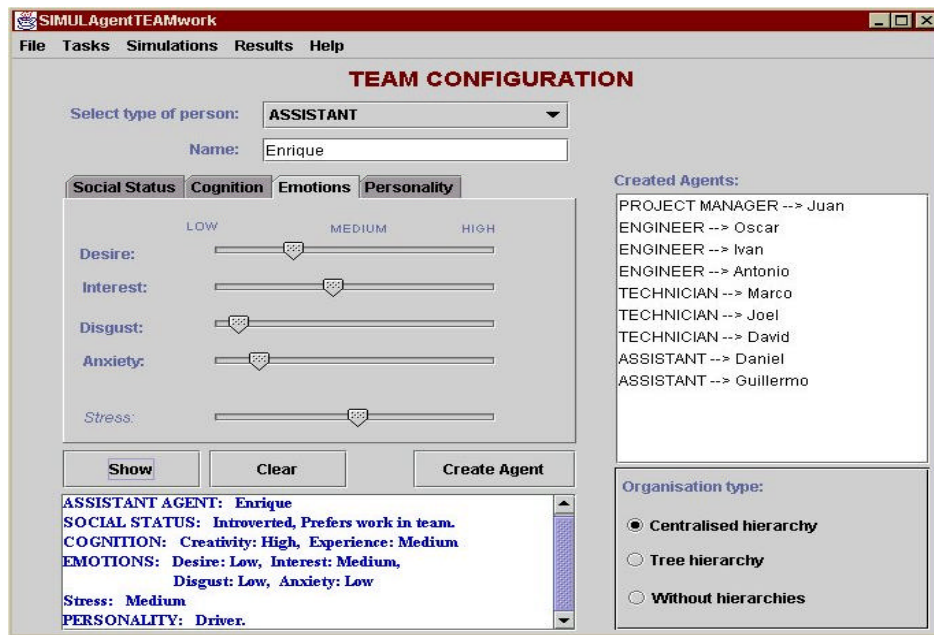 SIMULAgentTEAMwork
File Tasks Simulations Results Help
TEAM CONFIGURATION
Select type of person: ASSISTANT
Name: Enrique
Social Status Cognition Emotions Personality
LOW MEDIUM HIGH
Desire:
Interest:
Disgust:
Anxiety:
Stress:
Show Clear Create Agent
ASSISTANT AGENT: Enrique
SOCIAL STATUS: Introverted, Prefers work in team.
COGNITION: Creativity: High, Experience: Medium
EMOTIONS: Desire: Low, Interest: Medium,
Disgust: Low, Anxiety: Low
Stress: Medium
PERSONALITY: Driver.
Created Agents:
PROJECT MANAGER --> Juan
ENGINEER --> Oscar
ENGINEER --> Ivan
ENGINEER --> Antonio
TECHNICIAN --> Marco
TECHNICIAN --> Joel
TECHNICIAN --> David
ASSISTANT --> Daniel
ASSISTANT --> Guillermo
Organisation type:
Centralised hierarchy
Tree hierarchy
Without hierarchies